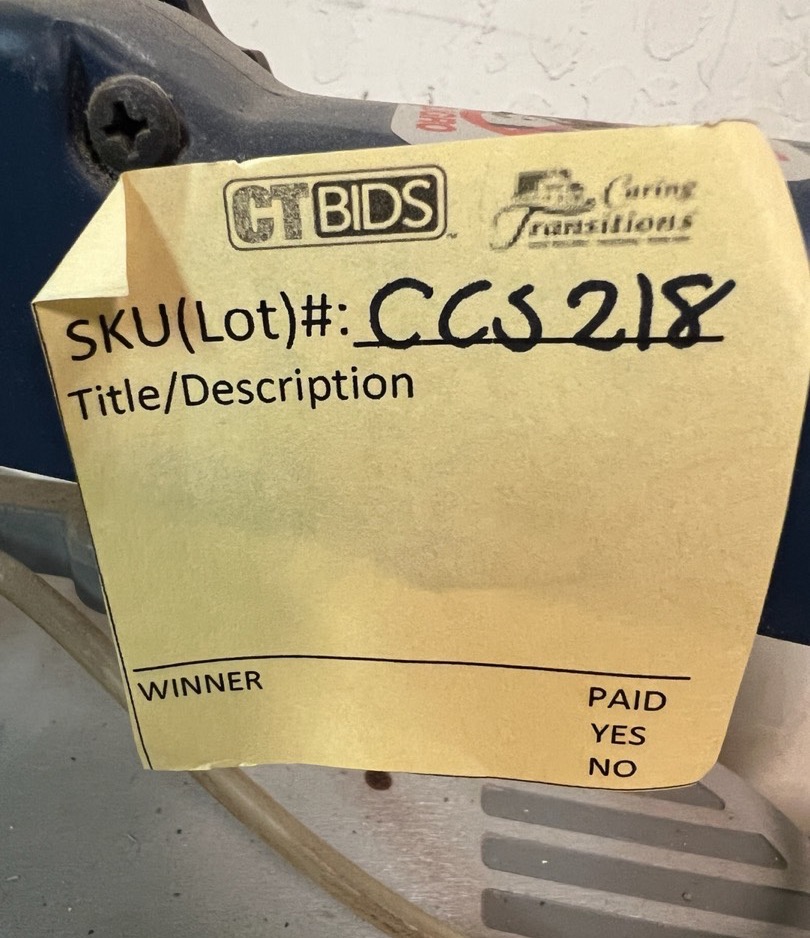 CTBIDS
Caring
Transitions
SKU(Lot)#: CCS218
Title/Description
WINNER PAID
YES
NO